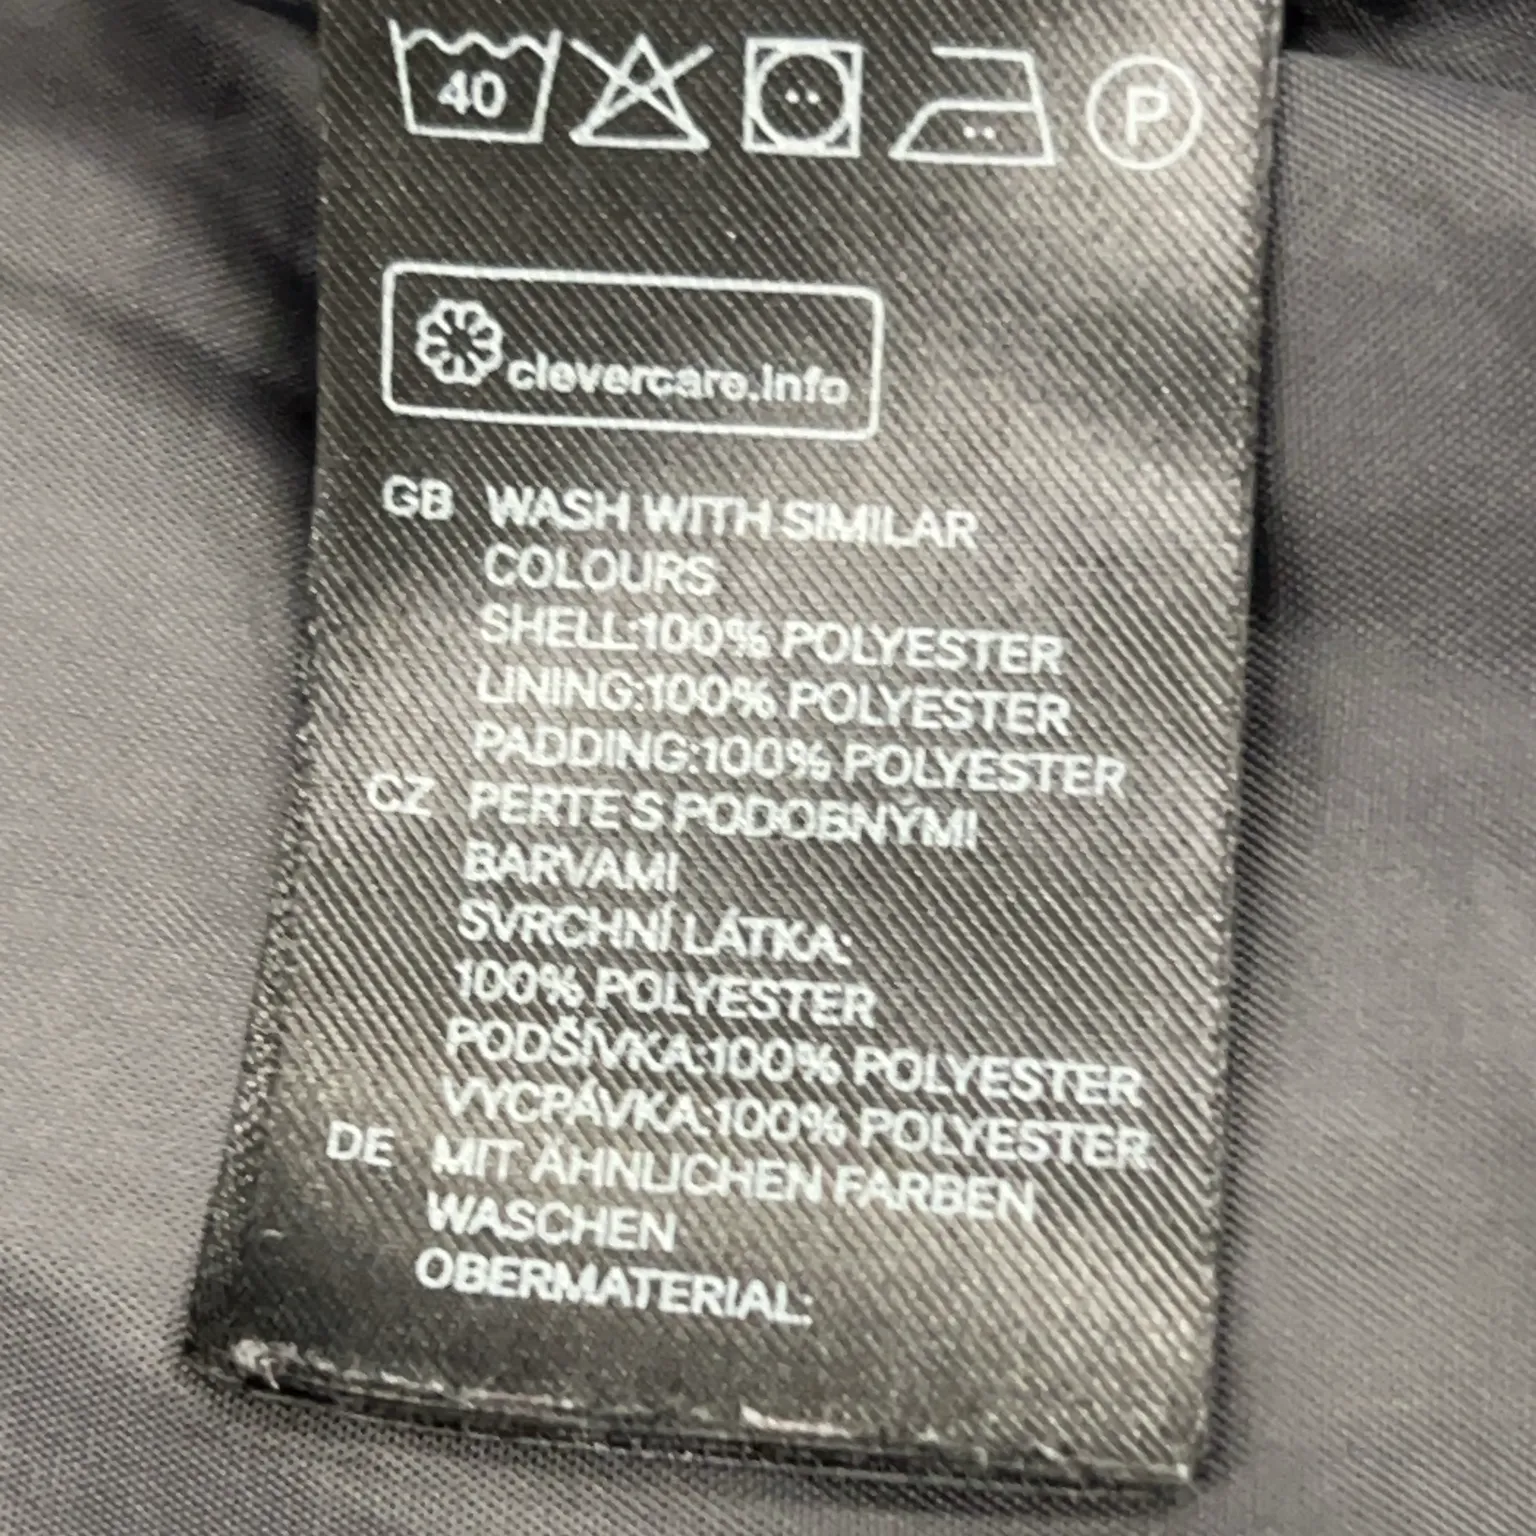 40
P
clevercare.info
GB WASH WITH SIMILAR
COLOURS
SHELL:100% POLYESTER
LINING:100% POLYESTER
PADDING:100% POLYESTER
CZ PERTE S PODOBNÝMI
BARVAMI
SVRCHNÍ LÁTKA:
100% POLYESTER
PODŠÍVKA:100% POLYESTER
VYCPÁVKA:100% POLYESTER
DE MIT ÄHNLICHEN FARBEN
WASCHEN
OBERMATERIAL: